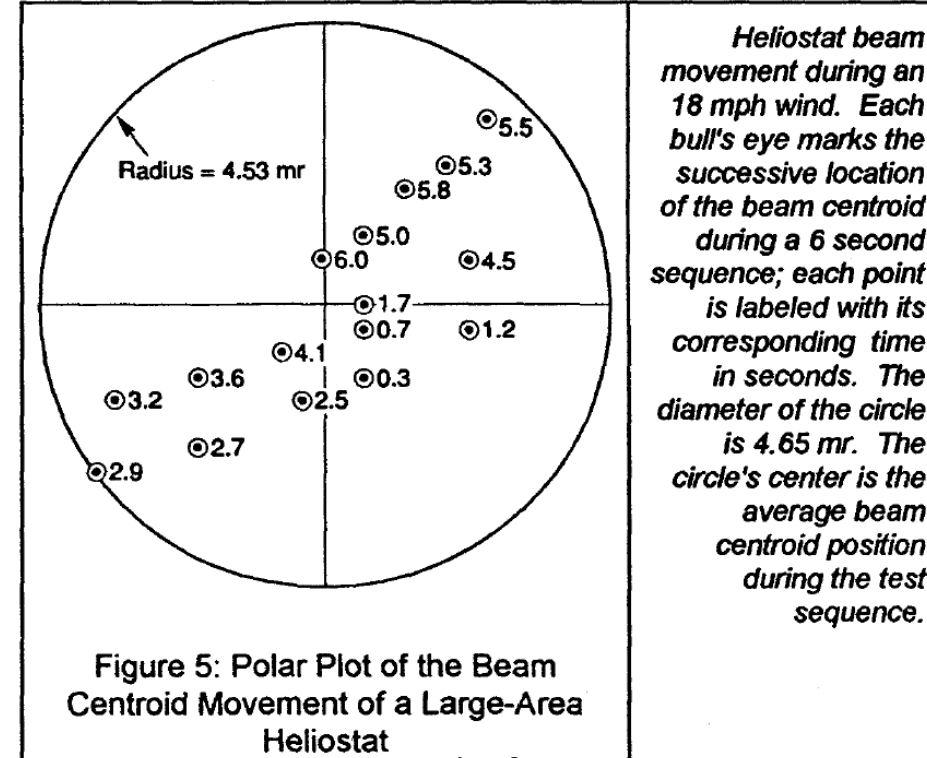 5.5
5.3
Radius = 4.53 mr
5.8
5.0
6.0
4.5
1.7
0.7
1.2
4.1
3.6
0.3
3.2
2.5
2.7
2.9
Figure 5: Polar Plot of the Beam
Centroid Movement of a Large-Area
Heliostat
Heliostat beam
movement during an
18 mph wind. Each
bull's eye marks the
successive location
of the beam centroid
during a 6 second
sequence; each point
is labeled with its
corresponding time
in seconds. The
diameter of the circle
is 4.65 mr. The
circle's center is the
average beam
centroid position
during the test
sequence.